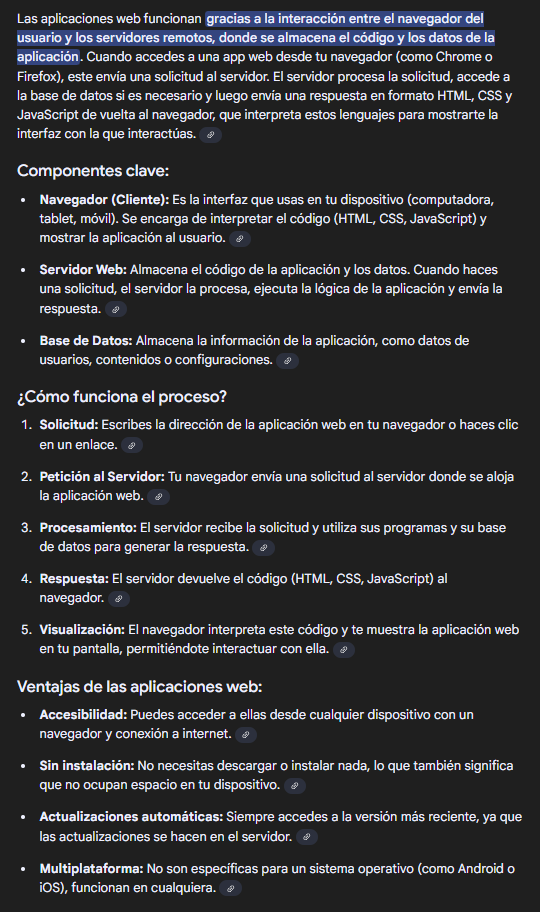 Las aplicaciones web funcionan gracias a la interacción entre el navegador del
usuario y los servidores remotos, donde se almacena el código y los datos de la
aplicación. Cuando accedes a una app web desde tu navegador (como Chrome o
Firefox), este envía una solicitud al servidor. El servidor procesa la solicitud, accede a
la base de datos si es necesario y luego envía una respuesta en formato HTML, CSS y
JavaScript de vuelta al navegador, que interpreta estos lenguajes para mostrarte la
interfaz con la que interactúas.
Componentes clave:
• Navegador (Cliente): Es la interfaz que usas en tu dispositivo (computadora,
tablet, móvil). Se encarga de interpretar el código (HTML, CSS, JavaScript) y
mostrar la aplicación al usuario.
• Servidor Web: Almacena el código de la aplicación y los datos. Cuando haces
una solicitud, el servidor la procesa, ejecuta la lógica de la aplicación y envía la
respuesta.
• Base de Datos: Almacena la información de la aplicación, como datos de
usuarios, contenidos o configuraciones.
¿Cómo funciona el proceso?
1. Solicitud: Escribes la dirección de la aplicación web en tu navegador o haces clic
en un enlace.
2. Petición al Servidor: Tu navegador envía una solicitud al servidor donde se aloja
la aplicación web.
3. Procesamiento: El servidor recibe la solicitud y utiliza sus programas y su base
de datos para generar la respuesta.
4. Respuesta: El servidor devuelve el código (HTML, CSS, JavaScript) al
navegador.
5. Visualización: El navegador interpreta este código y te muestra la aplicación web
en tu pantalla, permitiéndote interactuar con ella.
Ventajas de las aplicaciones web:
• Accesibilidad: Puedes acceder a ellas desde cualquier dispositivo con un
navegador y conexión a internet.
• Sin instalación: No necesitas descargar o instalar nada, lo que también significa
que no ocupan espacio en tu dispositivo.
• Actualizaciones automáticas: Siempre accedes a la versión más reciente, ya que
las actualizaciones se hacen en el servidor.
• Multiplataforma: No son específicas para un sistema operativo (como Android o
iOS), funcionan en cualquiera.